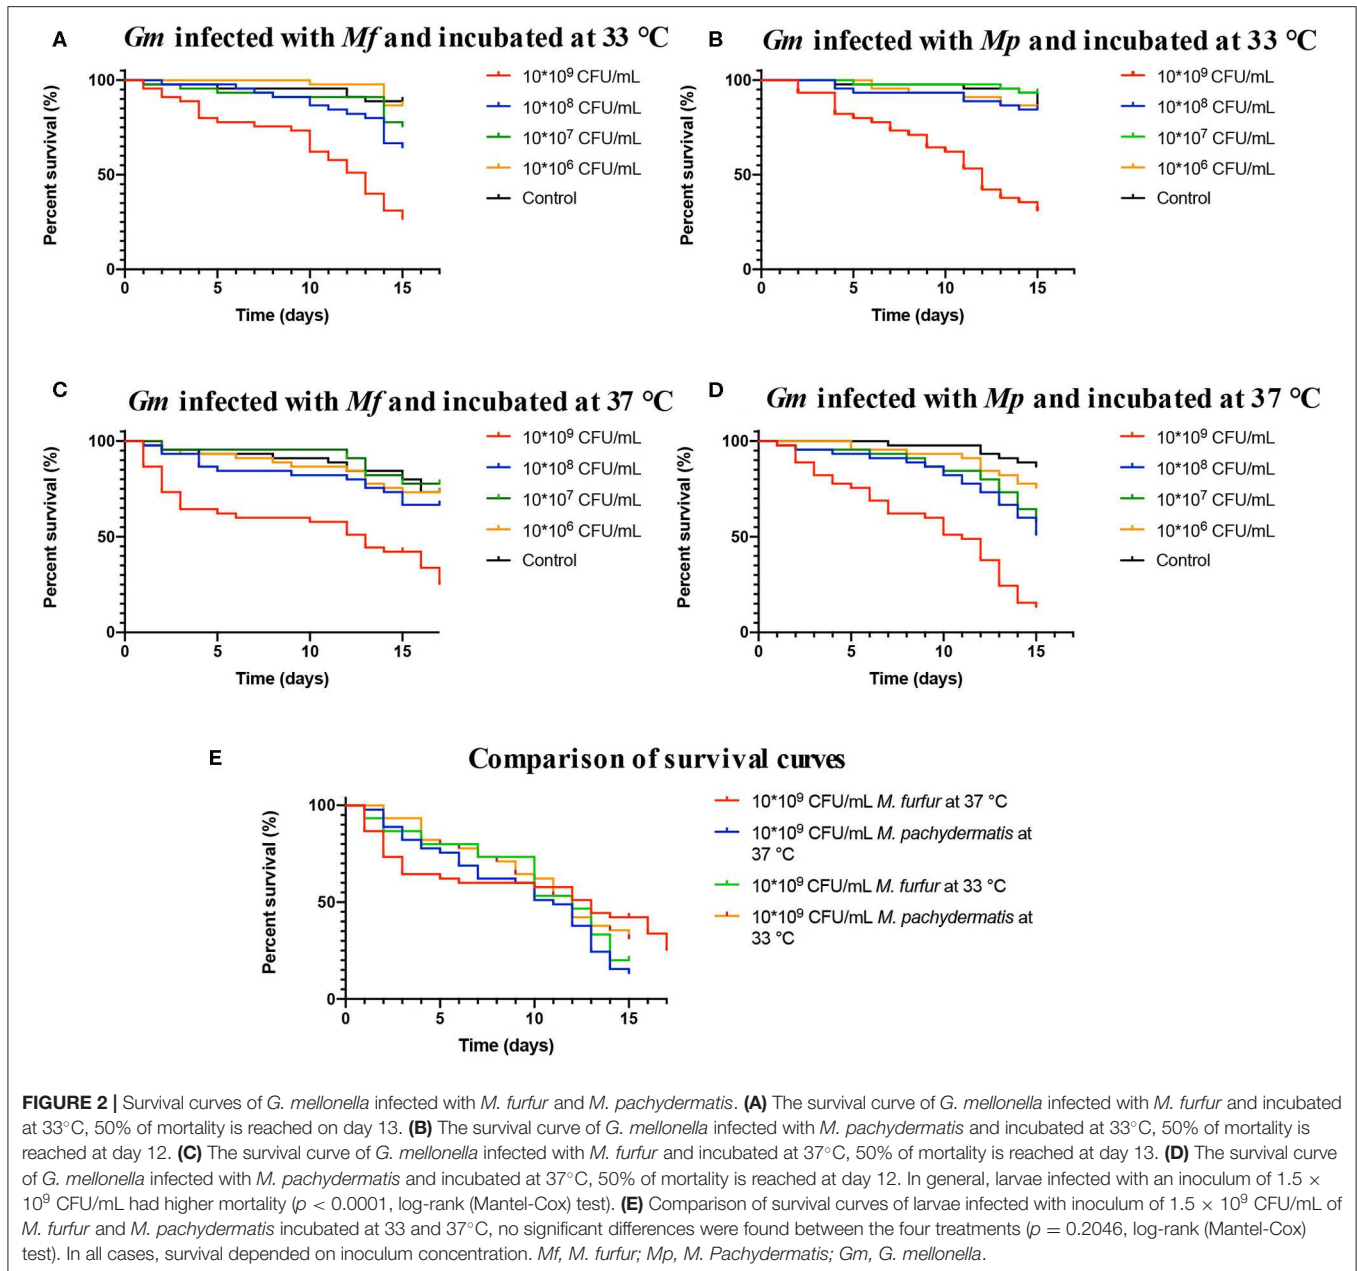 A
Gm infected with Mf and incubated at 33 °C
Percent survival (%)
100
50
0
0 5 10 15
Time (days)
10*10⁹ CFU/mL
10*10⁸ CFU/mL
10*10⁷ CFU/mL
10*10⁶ CFU/mL
Control
B
Gm infected with Mp and incubated at 33 °C
Percent survival (%)
100
50
0
0 5 10 15
Time (days)
10*10⁹ CFU/mL
10*10⁸ CFU/mL
10*10⁷ CFU/mL
10*10⁶ CFU/mL
Control
C
Gm infected with Mf and incubated at 37 °C
Percent survival (%)
100
50
0
0 5 10 15
Time (days)
10*10⁹ CFU/mL
10*10⁸ CFU/mL
10*10⁷ CFU/mL
10*10⁶ CFU/mL
Control
D
Gm infected with Mp and incubated at 37 °C
Percent survival (%)
100
50
0
0 5 10 15
Time (days)
10*10⁹ CFU/mL
10*10⁸ CFU/mL
10*10⁷ CFU/mL
10*10⁶ CFU/mL
Control
E
Comparison of survival curves
Percent survival (%)
100
50
0
0 5 10 15
Time (days)
10*10⁹ CFU/mL M. furfur at 37 °C
10*10⁹ CFU/mL M. pachydermatis at
37 °C
10*10⁹ CFU/mL M. furfur at 33 °C
10*10⁹ CFU/mL M. pachydermatis at
33 °C
FIGURE 2 | Survival curves of G. mellonella infected with M. furfur and M. pachydermatis. (A) The survival curve of G. mellonella infected with M. furfur and incubated
at 33°C, 50% of mortality is reached on day 13. (B) The survival curve of G. mellonella infected with M. pachydermatis and incubated at 33°C, 50% of mortality is
reached at day 12. (C) The survival curve of G. mellonella infected with M. furfur and incubated at 37°C, 50% of mortality is reached at day 13. (D) The survival curve
of G. mellonella infected with M. pachydermatis and incubated at 37°C, 50% of mortality is reached at day 12. In general, larvae infected with an inoculum of 1.5 ×
10⁹ CFU/mL had higher mortality (p < 0.0001, log-rank (Mantel-Cox) test). (E) Comparison of survival curves of larvae infected with inoculum of 1.5 × 10⁹ CFU/mL of
M. furfur and M. pachydermatis incubated at 33 and 37°C, no significant differences were found between the four treatments (p = 0.2046, log-rank (Mantel-Cox)
test). In all cases, survival depended on inoculum concentration. Mf, M. furfur; Mp, M. Pachydermatis; Gm, G. mellonella.